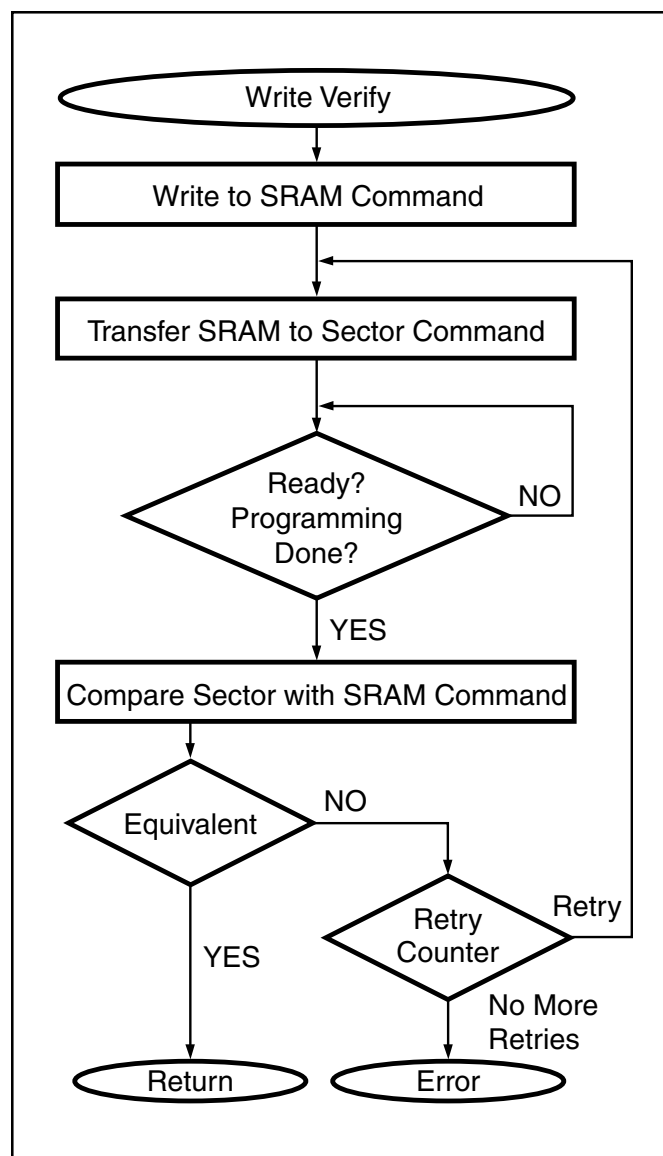 Write Verify
Write to SRAM Command
Transfer SRAM to Sector Command
Ready?
Programming
Done?
NO
YES
Compare Sector with SRAM Command
Equivalent
NO
Retry
Counter
Retry
YES
No More
Retries
Return
Error